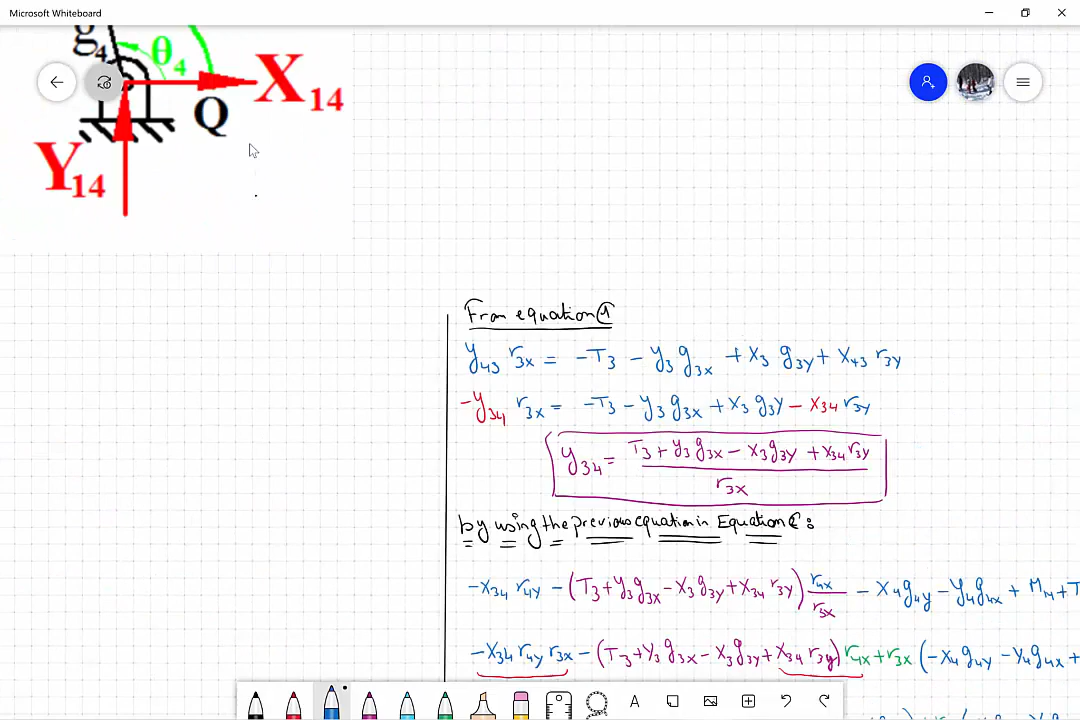 Microsoft Whiteboard
g₄ θ₄
X₁₄
Q
Y₁₄
From equation ①
y₄₃ r₃ₓ = -T₃ - y₃ g₃ₓ + X₃ g₃y + X₄₃ r₃y
-y₃₄ r₃ₓ = -T₃ - y₃ g₃ₓ + X₃ g₃y - X₃₄ r₃y
y₃₄ = (T₃ + y₃ g₃ₓ - X₃ g₃y + X₃₄ r₃y) / r₃ₓ
by using the previous equation in Equation :
-X₃₄ r₄y - (T₃ + y₃ g₃ₓ - X₃ g₃y + X₃₄ r₃y) r₄ₓ / r₃ₓ - X₄ g₄y - y₄ g₄ₓ + M + T
-X₃₄ r₄y r₃ₓ - (T₃ + y₃ g₃ₓ - X₃ g₃y + X₃₄ r₃y) r₄ₓ + r₃ₓ (-X₄ g₄y - y₄ g₄ₓ +
A